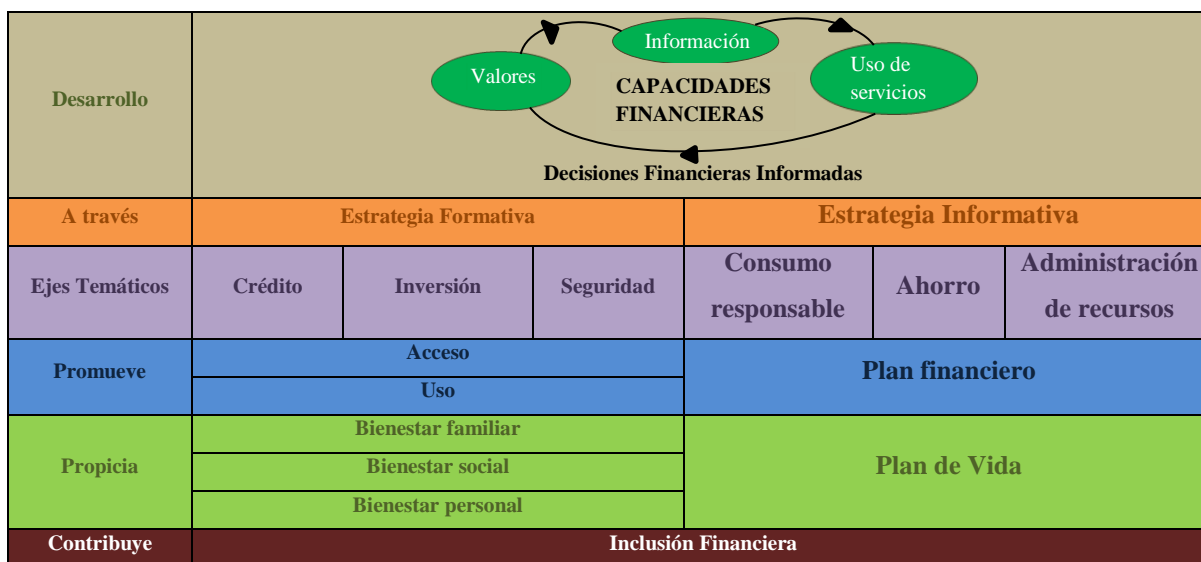 Información
Valores
Uso de
servicios
CAPACIDADES
FINANCIERAS
Desarrollo
Decisiones Financieras Informadas
A través
Estrategia Formativa
Estrategia Informativa
Ejes Temáticos
Crédito
Inversión
Seguridad
Consumo
responsable
Ahorro
Administración
de recursos
Promueve
Acceso
Uso
Plan financiero
Propicia
Bienestar familiar
Bienestar social
Bienestar personal
Plan de Vida
Contribuye
Inclusión Financiera